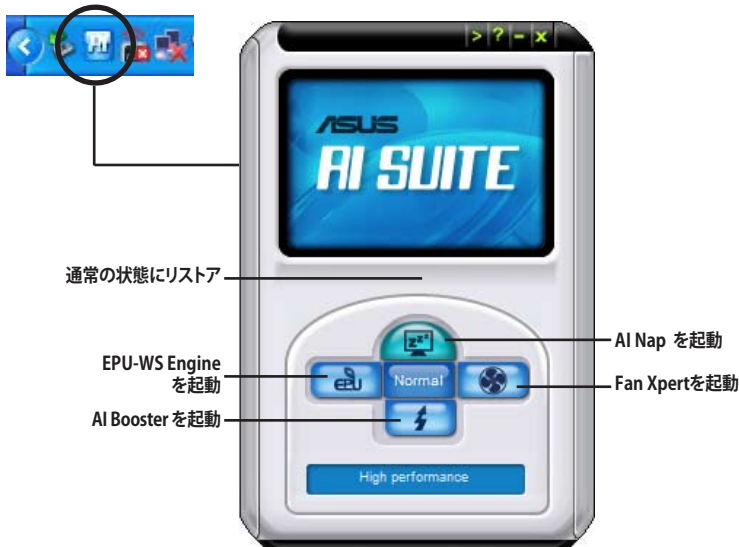 > ? - x
ASUS
AI SUITE
通常の状態にリストア
AI Nap を起動
EPU-WS Engine
を起動
EPU
Normal
Fan Xpertを起動
AI Booster を起動
High performance